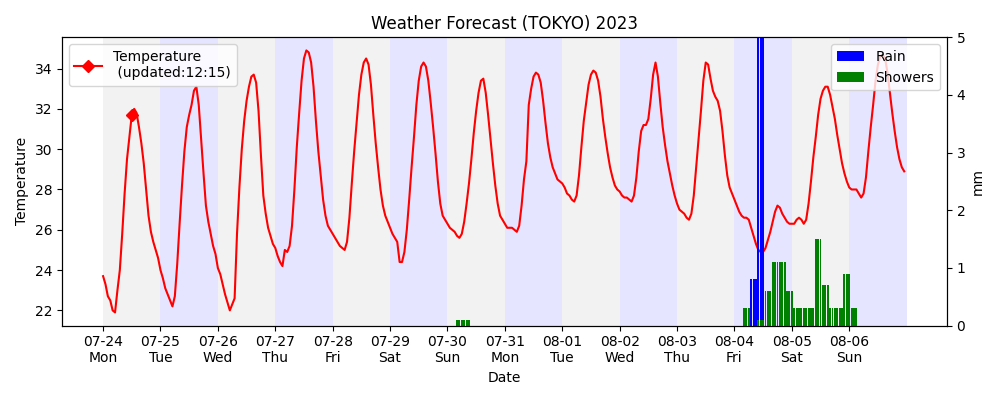 Weather Forecast (TOKYO) 2023
Temperature
(updated:12:15)
Rain
Showers
Temperature
34
32
30
28
26
24
22
5
4
3
2
1
0
mm
07-24 07-25 07-26 07-27 07-28 07-29 07-30 07-31 08-01 08-02 08-03 08-04 08-05 08-06
Mon Tue Wed Thu Fri Sat Sun Mon Tue Wed Thu Fri Sat Sun
Date